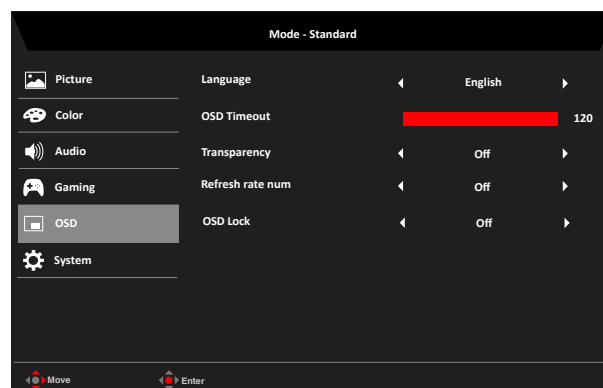 Mode - Standard
Picture
Color
Audio
Gaming
OSD
System
Language English
OSD Timeout 120
Transparency Off
Refresh rate num Off
OSD Lock Off
Move Enter